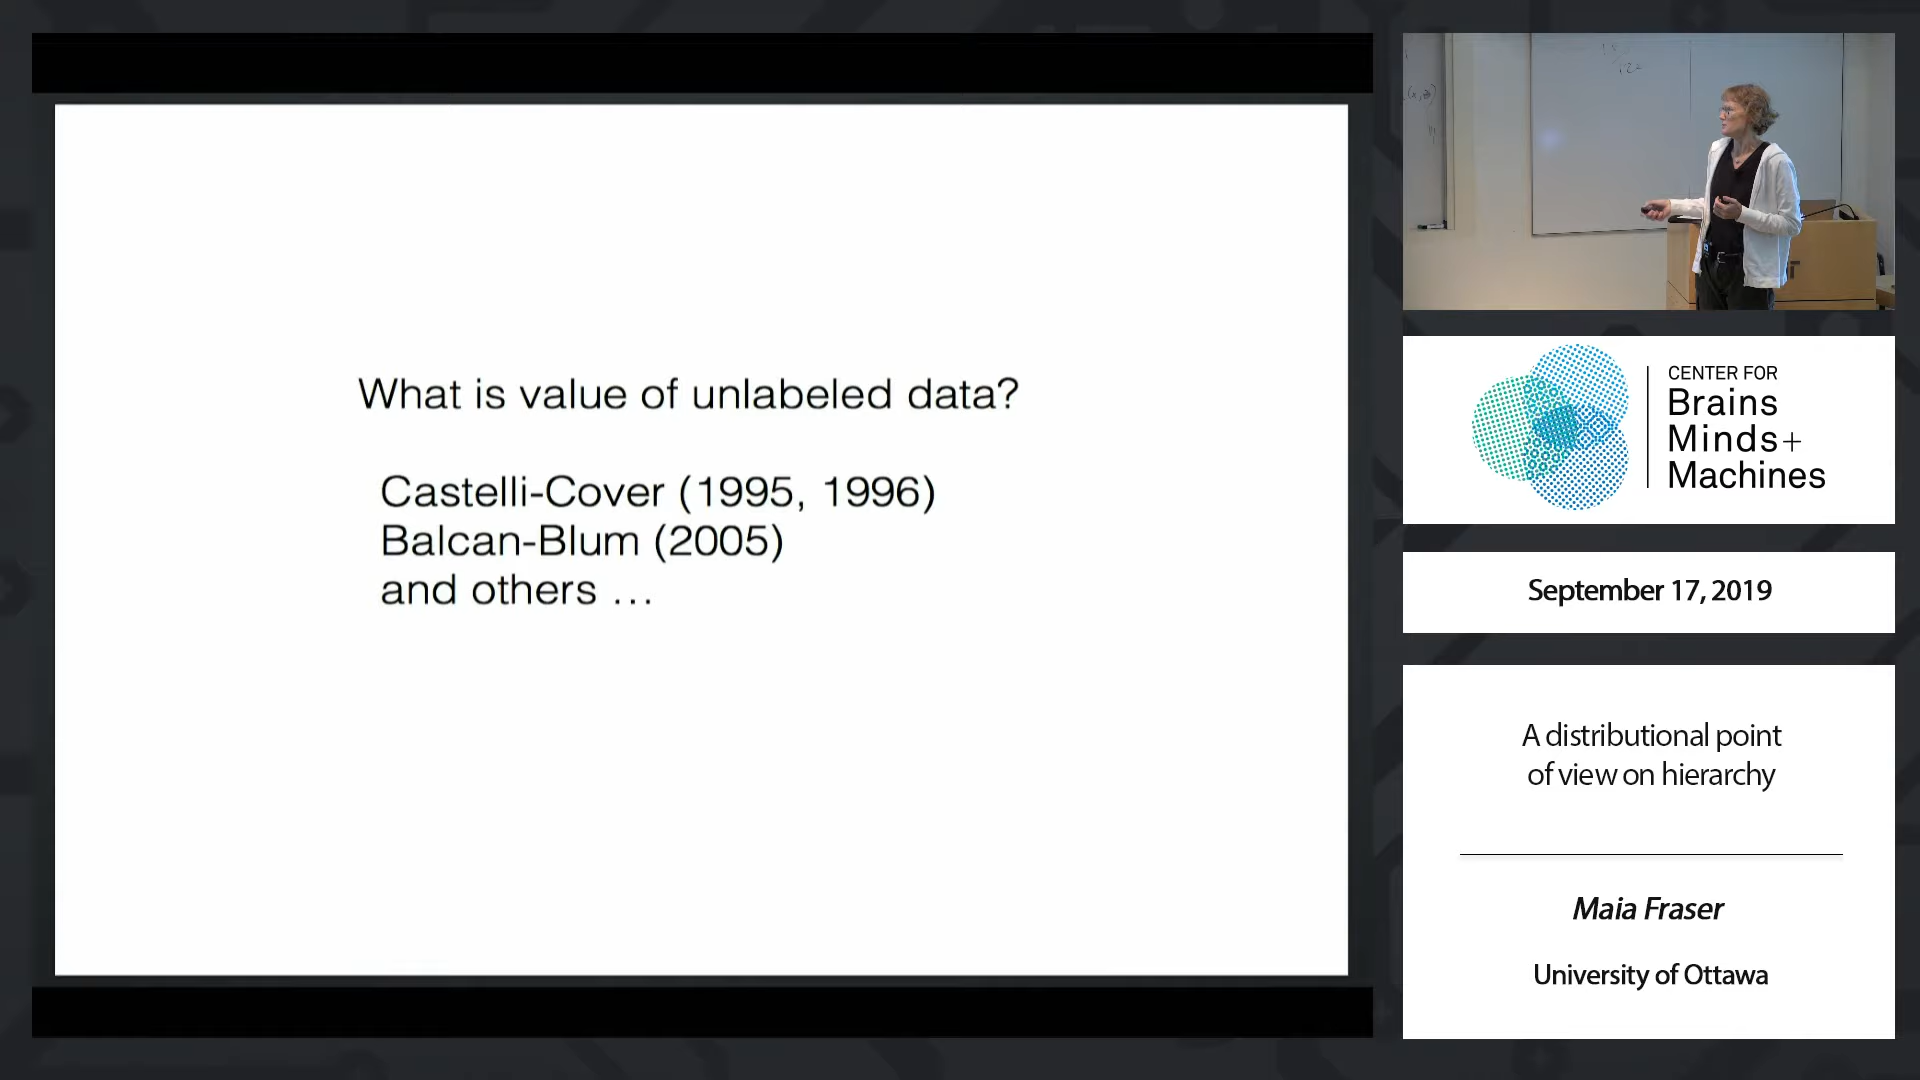 What is value of unlabeled data?
Castelli-Cover (1995, 1996)
Balcan-Blum (2005)
and others …
CENTER FOR
Brains
Minds+
Machines
September 17, 2019
A distributional point
of view on hierarchy
Maia Fraser
University of Ottawa